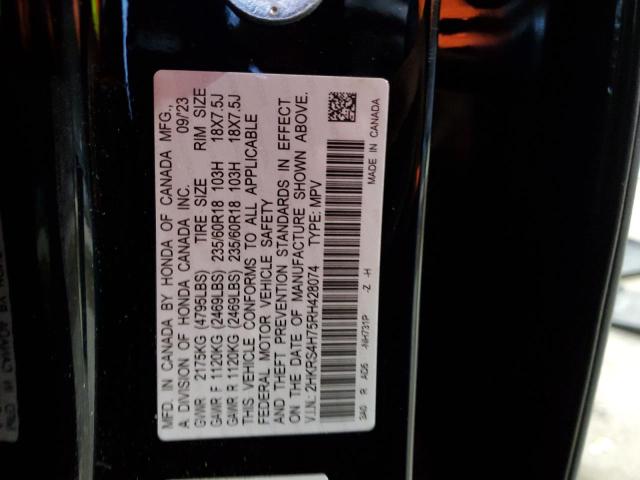 MFD. IN CANADA BY HONDA OF CANADA MFG.,
A DIVISION OF HONDA CANADA INC. 09/'23
GVWR 2175KG (4795LBS) TIRE SIZE RIM SIZE
GAWR F 1120KG (2469LBS) 235/60R18 103H 18X7.5J
GAWR R 1120KG (2469LBS) 235/60R18 103H 18X7.5J
THIS VEHICLE CONFORMS TO ALL APPLICABLE
FEDERAL MOTOR VEHICLE SAFETY
AND THEFT PREVENTION STANDARDS IN EFFECT
ON THE DATE OF MANUFACTURE SHOWN ABOVE.
V.I.N.: 2HKRS4H75RH428074 TYPE: MPV
3A0 R AD5 -NH731P -Z -H
MADE IN CANADA